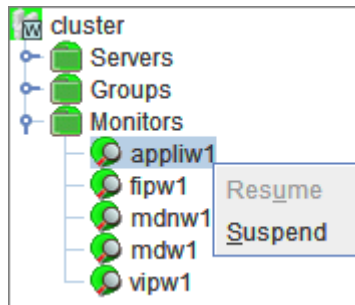 cluster
Servers
Groups
Monitors
appliw1
fipw1
Resume
mdnw1
Suspend
mdw1
vipw1